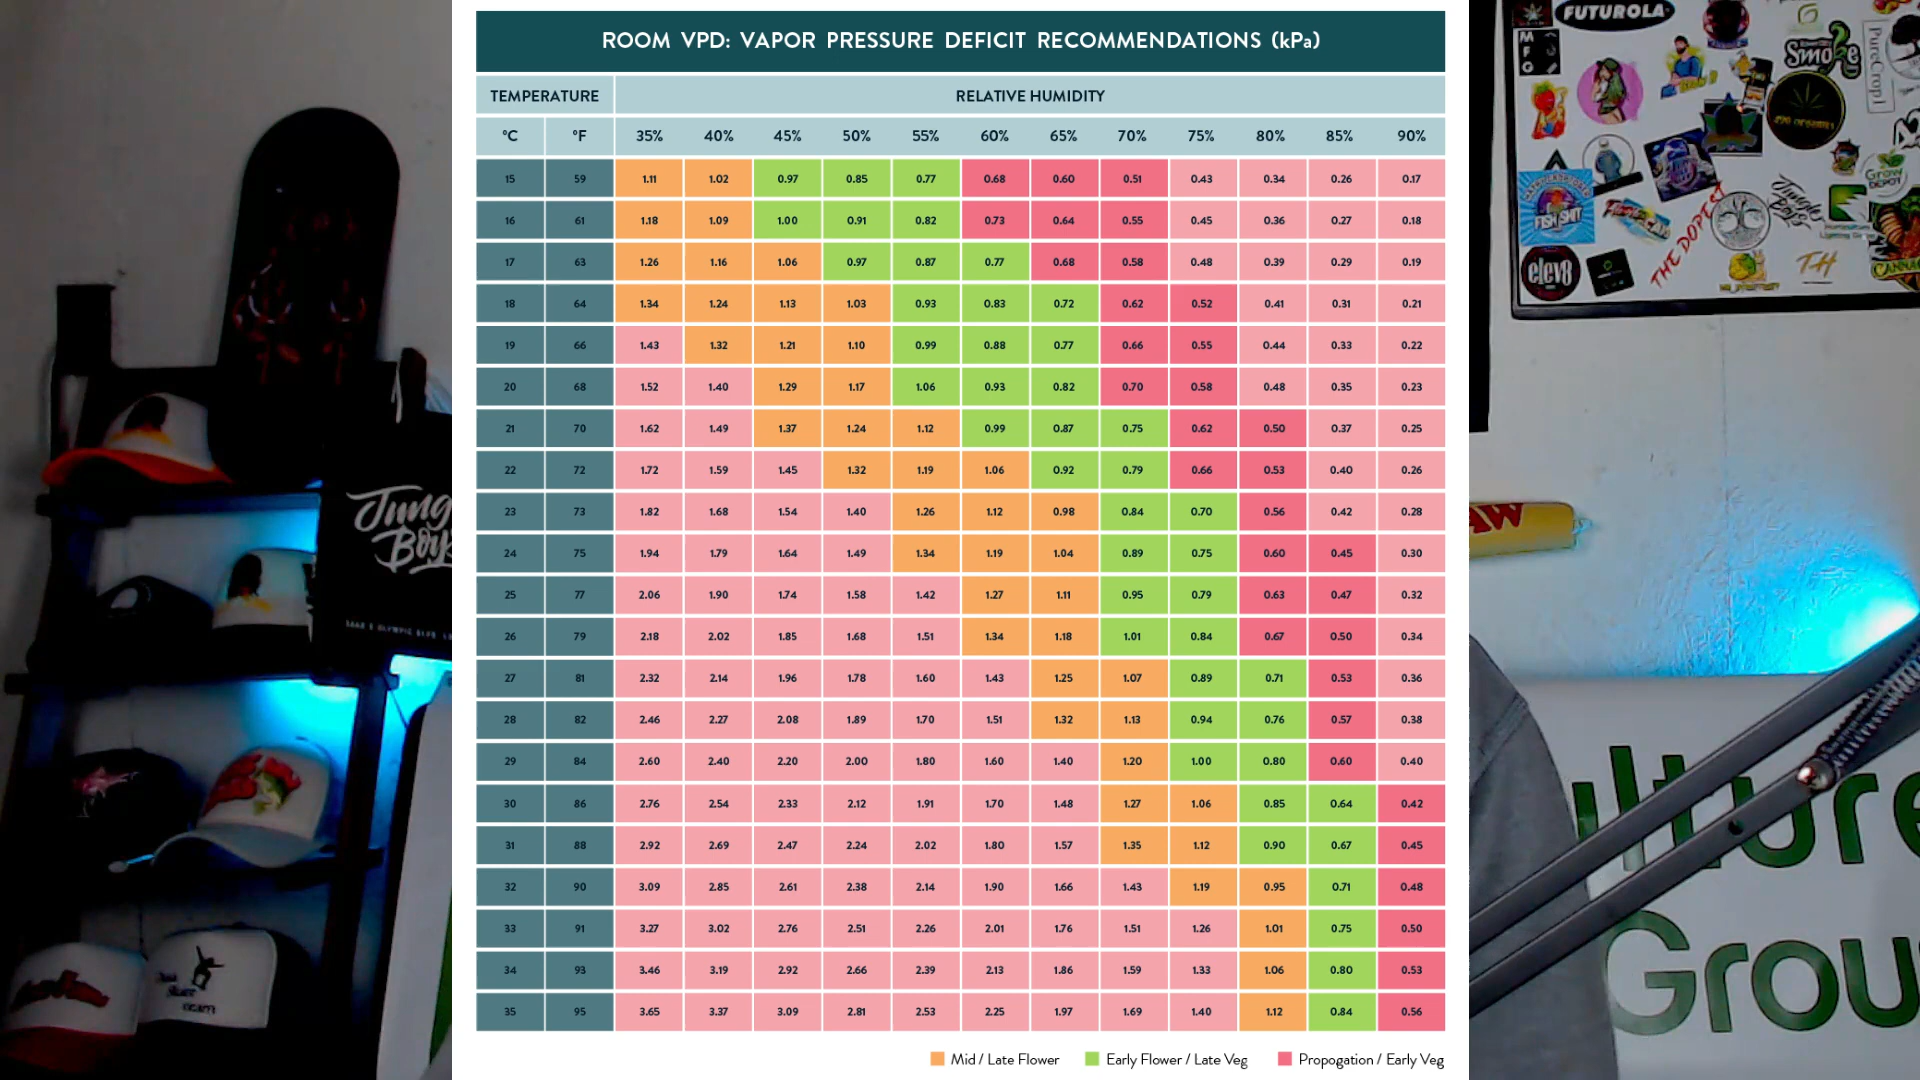 ROOM VPD: VAPOR PRESSURE DEFICIT RECOMMENDATIONS (kPa)
TEMPERATURE RELATIVE HUMIDITY
°C °F 35% 40% 45% 50% 55% 60% 65% 70% 75% 80% 85% 90%
15 59 1.11 1.02 0.97 0.85 0.77 0.68 0.60 0.51 0.43 0.34 0.26 0.17
16 61 1.18 1.09 1.00 0.91 0.82 0.73 0.64 0.55 0.45 0.36 0.27 0.18
17 63 1.26 1.16 1.06 0.97 0.87 0.77 0.68 0.58 0.48 0.39 0.29 0.19
18 64 1.34 1.24 1.13 1.03 0.93 0.83 0.72 0.62 0.52 0.41 0.31 0.21
19 66 1.43 1.32 1.21 1.10 0.99 0.88 0.77 0.66 0.55 0.44 0.33 0.22
20 68 1.52 1.40 1.29 1.17 1.06 0.93 0.82 0.70 0.58 0.48 0.35 0.23
21 70 1.62 1.49 1.37 1.24 1.12 0.99 0.87 0.75 0.62 0.50 0.37 0.25
22 72 1.72 1.59 1.45 1.32 1.19 1.06 0.92 0.79 0.66 0.53 0.40 0.26
23 73 1.82 1.68 1.54 1.40 1.26 1.12 0.98 0.84 0.70 0.56 0.42 0.28
24 75 1.94 1.79 1.64 1.49 1.34 1.19 1.04 0.89 0.75 0.60 0.45 0.30
25 77 2.06 1.90 1.74 1.58 1.42 1.27 1.11 0.95 0.79 0.63 0.47 0.32
26 79 2.18 2.02 1.85 1.68 1.51 1.34 1.18 1.01 0.84 0.67 0.50 0.34
27 81 2.32 2.14 1.96 1.78 1.60 1.43 1.25 1.07 0.89 0.71 0.53 0.36
28 82 2.46 2.27 2.08 1.89 1.70 1.51 1.32 1.13 0.94 0.76 0.57 0.38
29 84 2.60 2.40 2.20 2.00 1.80 1.60 1.40 1.20 1.00 0.80 0.60 0.40
30 86 2.76 2.54 2.33 2.12 1.91 1.70 1.48 1.27 1.06 0.85 0.64 0.42
31 88 2.92 2.69 2.47 2.24 2.02 1.80 1.57 1.35 1.12 0.90 0.67 0.45
32 90 3.09 2.85 2.61 2.38 2.14 1.90 1.66 1.43 1.19 0.95 0.71 0.48
33 91 3.27 3.02 2.76 2.51 2.26 2.01 1.76 1.51 1.26 1.01 0.75 0.50
34 93 3.46 3.19 2.92 2.66 2.39 2.13 1.86 1.59 1.33 1.06 0.80 0.53
35 95 3.65 3.37 3.09 2.81 2.53 2.25 1.97 1.69 1.40 1.12 0.84 0.56
Mid / Late Flower Early Flower / Late Veg Propogation / Early Veg
Jung
Boy
FUTUROLA
MFG
Smoke
PureCrop1
Grow
DEPOT
FISH SHIT
THE DOPEST
Jungle
Boys
elev8
TH
CANNA
AW
ulture
Grou